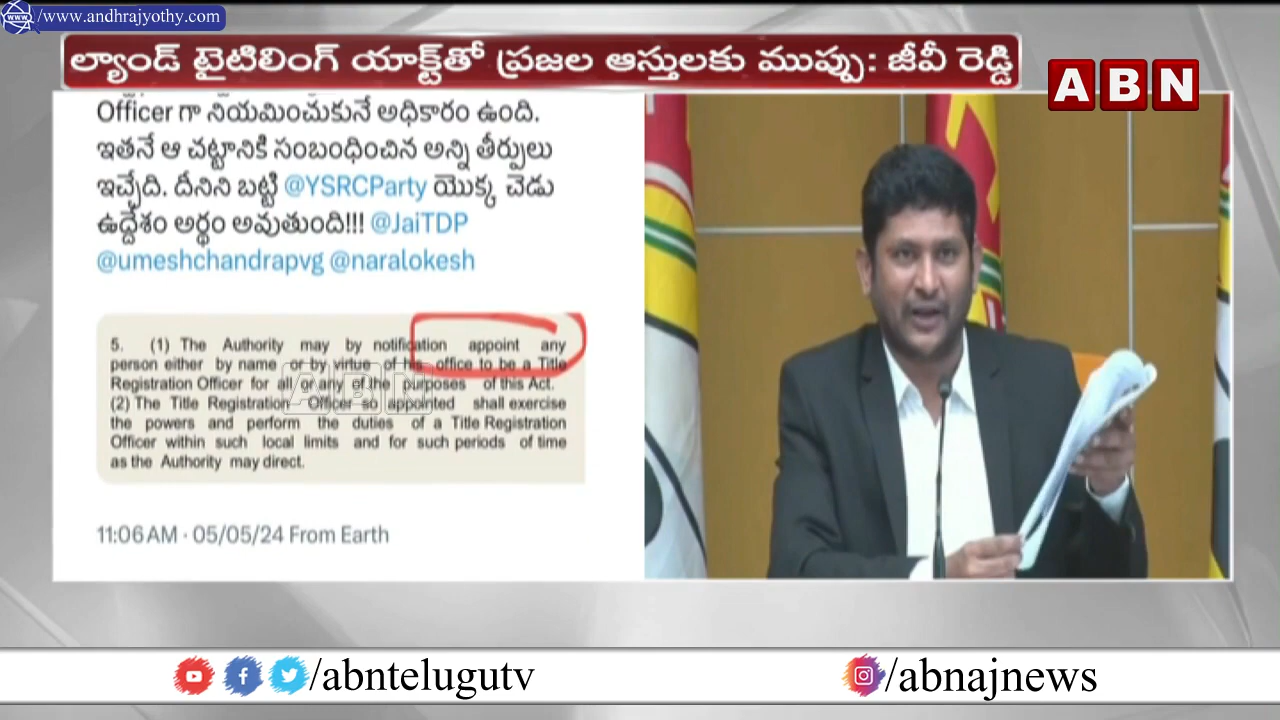 /www.andhrajyothy.com
ల్యాండ్ టైటిలింగ్ యాక్ట్‌తో ప్రజల ఆస్తులకు ముప్పు: జీవీ రెడ్డి
ABN
Officer గా నియమించుకునే అధికారం ఉంది.
ఇతనే ఆ చట్టానికి సంబంధించిన అన్ని తీర్పులు
ఇచ్చేది. దీనిని బట్టి @YSRCParty యొక్క చెడు
ఉద్దేశం అర్థం అవుతుంది!!! @JaiTDP
@umeshchandrapvg @naralokesh
5. (1) The Authority may by notification appoint any
person either by name or by virtue of his office to be a Title
Registration Officer for all or any of the purposes of this Act.
(2) The Title Registration Officer so appointed shall exercise
the powers and perform the duties of a Title Registration
Officer within such local limits and for such periods of time
as the Authority may direct.
ABN
11:06 AM · 05/05/24 From Earth
/abntelugutv
/abnajnews